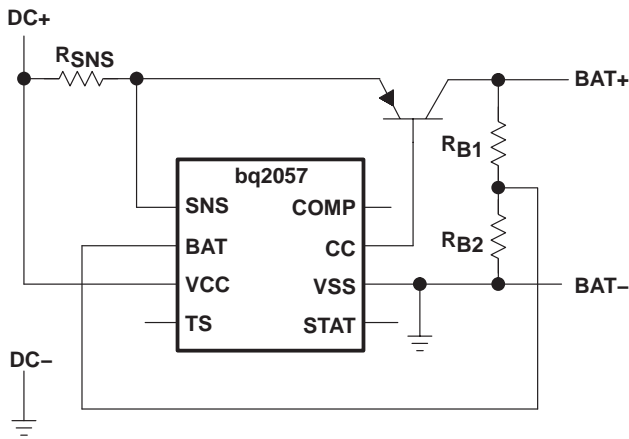 DC+
RSNS
BAT+
RB1
bq2057
SNS
COMP
BAT
CC
RB2
VCC
VSS
BAT–
TS
STAT
DC–